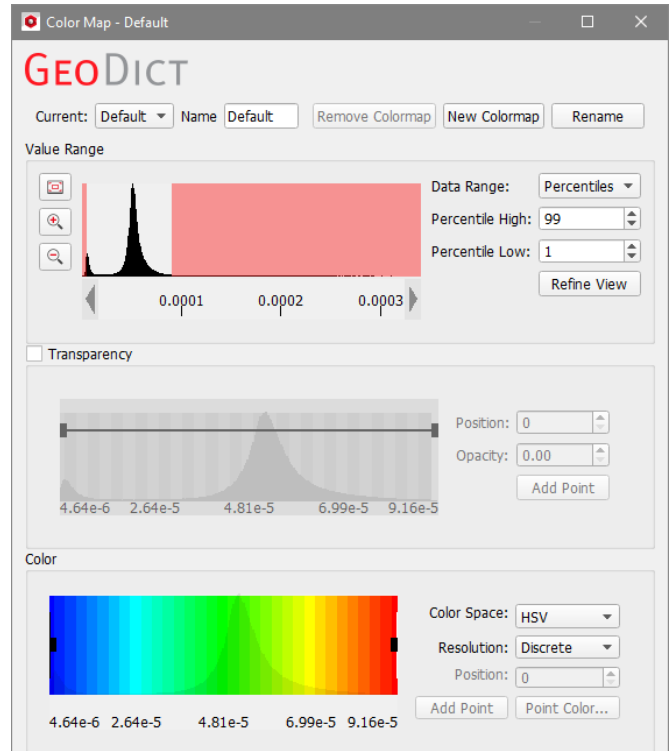 Color Map - Default
GEODICT
Current: Default Name Default Remove Colormap New Colormap Rename
Value Range
Data Range: Percentiles
Percentile High: 99
Percentile Low: 1
Refine View
0.0001 0.0002 0.0003
Transparency
Position: 0
Opacity: 0.00
Add Point
4.64e-6 2.64e-5 4.81e-5 6.99e-5 9.16e-5
Color
Color Space: HSV
Resolution: Discrete
Position: 0
Add Point Point Color...
4.64e-6 2.64e-5 4.81e-5 6.99e-5 9.16e-5